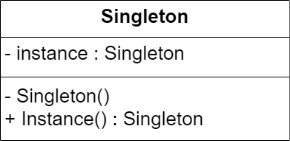 Singleton
- instance : Singleton
- Singleton()
+ Instance() : Singleton